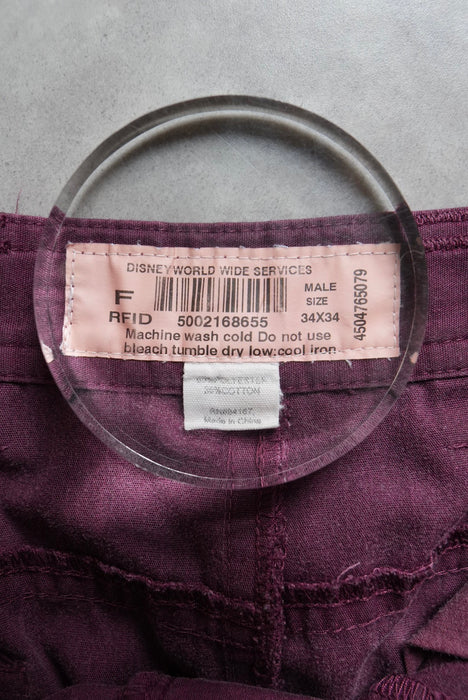 DISNEYWORLD WIDE SERVICES
F
RFID
5002168655
MALE
SIZE
34X34
4504765079
Machine wash cold Do not use
bleach tumble dry low:cool iron
COTTON
Made in China